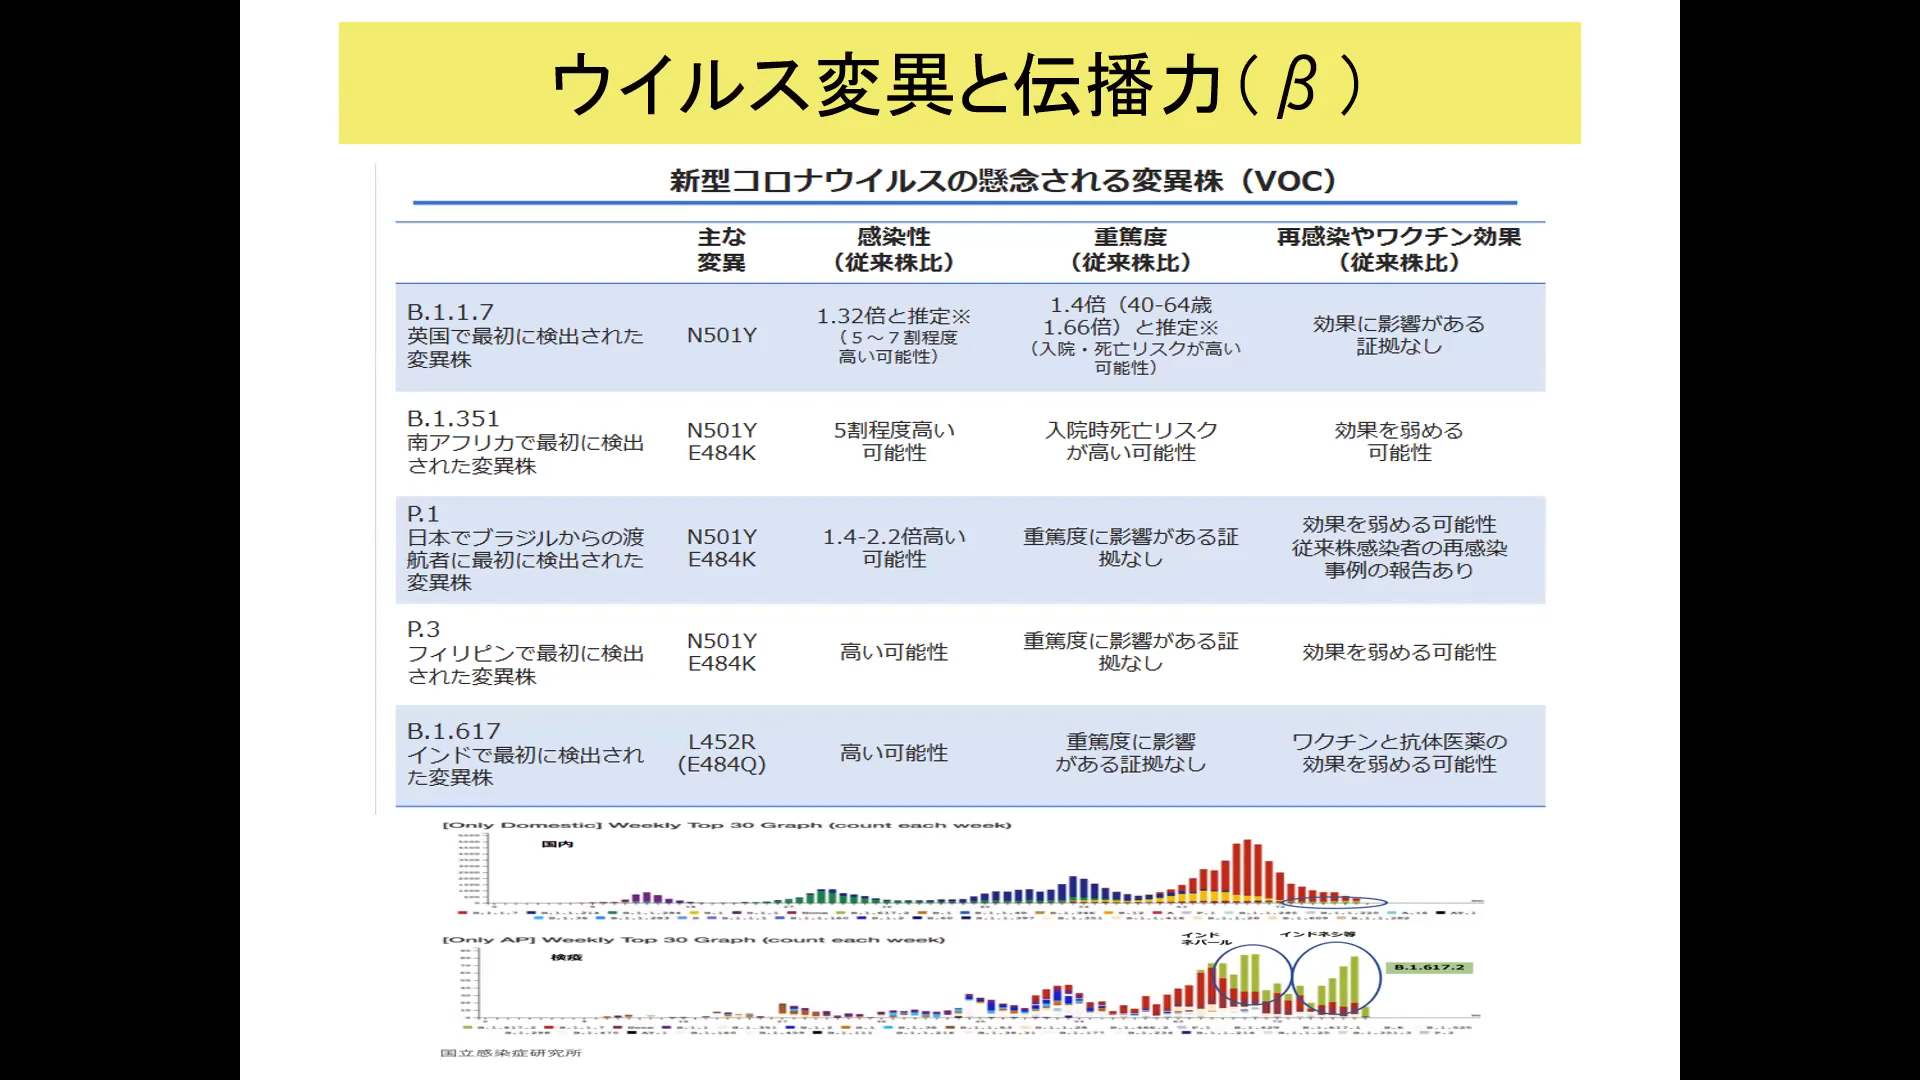 ウイルス変異と伝播力(β)
新型コロナウイルスの懸念される変異株（VOC）
主な
変異
感染性
（従来株比）
重篤度
（従来株比）
再感染やワクチン効果
（従来株比）
B.1.1.7
英国で最初に検出された
変異株
N501Y
1.32倍と推定※
（５～７割程度
高い可能性）
1.4倍（40-64歳
1.66倍）と推定※
（入院・死亡リスクが高い
可能性）
効果に影響がある
証拠なし
B.1.351
南アフリカで最初に検出
された変異株
N501Y
E484K
5割程度高い
可能性
入院時死亡リスク
が高い可能性
効果を弱める
可能性
P.1
日本でブラジルからの渡
航者に最初に検出された
変異株
N501Y
E484K
1.4-2.2倍高い
可能性
重篤度に影響がある証
拠なし
効果を弱める可能性
従来株感染者の再感染
事例の報告あり
P.3
フィリピンで最初に検出
された変異株
N501Y
E484K
高い可能性
重篤度に影響がある証
拠なし
効果を弱める可能性
B.1.617
インドで最初に検出され
た変異株
L452R
(E484Q)
高い可能性
重篤度に影響
がある証拠なし
ワクチンと抗体医薬の
効果を弱める可能性
[Only Domestic] Weekly Top 30 Graph (count each week)
国内
[Only AP] Weekly Top 30 Graph (count each week)
検疫
インド
ネパール
インドネシア等
B.1.617.2
国立感染症研究所